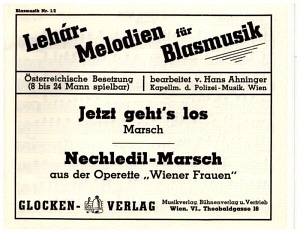 Blasmusik Nr. 1/2
Lehár-
Melodien für
Blasmusik
Österreichische Besetzung
(8 bis 24 Mann spielbar)
bearbeitet v. Hans Ahninger
Kapellm. d. Polizei-Musik, Wien
Jetzt geht's los
Marsch
Nechledil-Marsch
aus der Operette „Wiener Frauen"
GLOCKEN-VERLAG
Musikverlag, Bühnenverlag u. Vertrieb
Wien, VI., Theobaldgasse 16